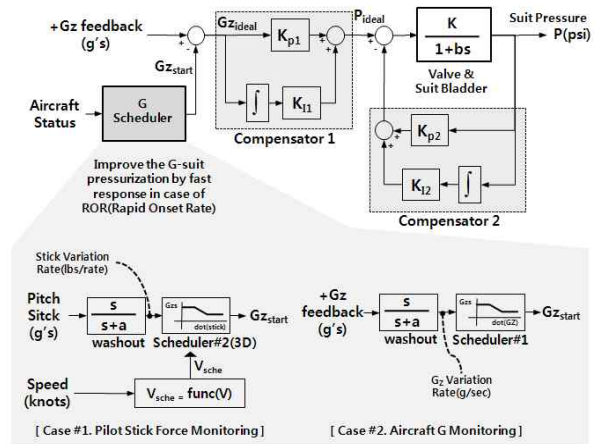 +Gz feedback
(g's)
+
-
Gzideal
Kp1
+
+
Pideal
+
-
K
1+bs
Suit Pressure
P(psi)
Gzstart
∫
KI1
Valve &
Suit Bladder
Aircraft
Status
G
Scheduler
Compensator 1
+
+
Kp2
KI2
∫
Improve the G-suit
pressurization by fast
response in case of
ROR(Rapid Onset Rate)
Compensator 2
Stick Variation
Rate(lbs/rate)
Pitch
Sitck
(g's)
s
s+a
washout
Gzs
dot(stick)
Scheduler#2(3D)
Gzstart
Vsche
Speed
(knots)
Vsche = func(V)
[ Case #1. Pilot Stick Force Monitoring ]
+Gz
feedback
(g's)
s
s+a
washout
Gzs
dot(GZ)
Scheduler#1
Gzstart
GZ Variation
Rate(g/sec)
[ Case #2. Aircraft G Monitoring ]